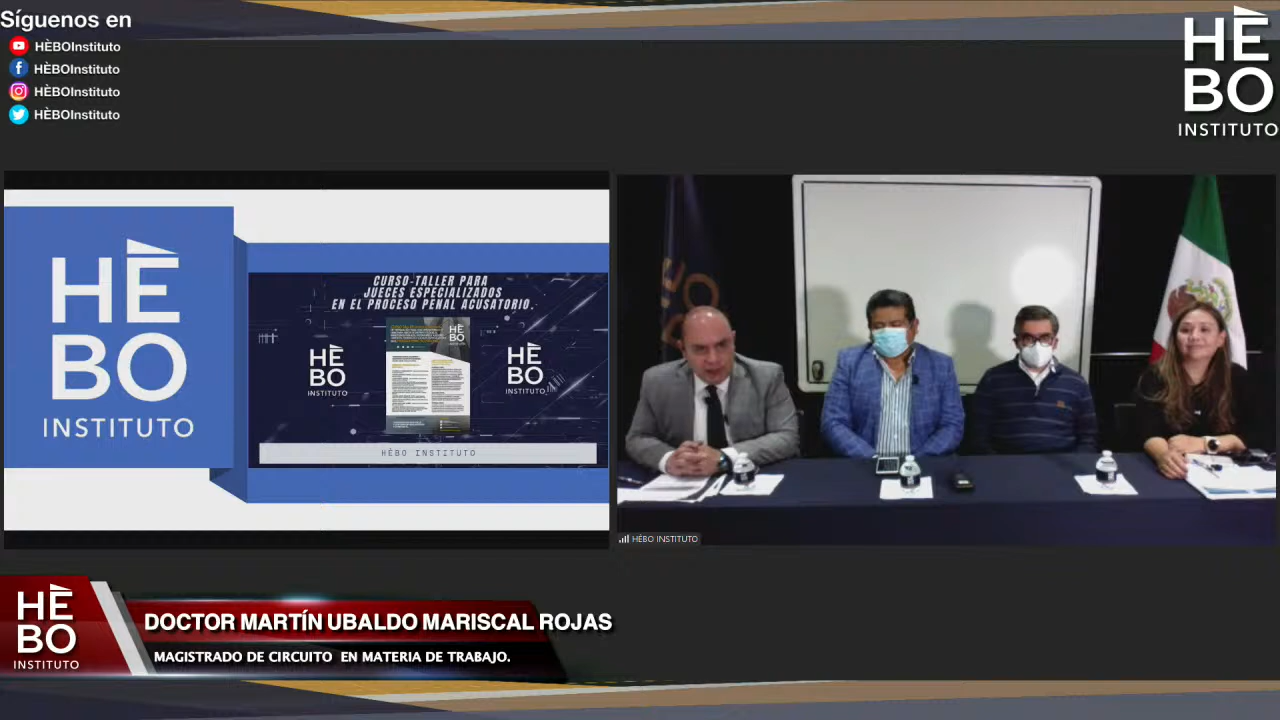 Síguenos en
HÈBOInstituto
HÈBOInstituto
HÈBOInstituto
HÈBOInstituto
HÈ
BO
INSTITUTO
HÈ
BO
INSTITUTO
CURSO-TALLER PARA
JUECES ESPECIALIZADOS
EN EL PROCESO PENAL ACUSATORIO.
HÈ
BO
INSTITUTO
HÈ
BO
HÈ
BO
INSTITUTO
HÈBO INSTITUTO
HÈBO INSTITUTO
HÈ
BO
INSTITUTO
DOCTOR MARTÍN UBALDO MARISCAL ROJAS
MAGISTRADO DE CIRCUITO EN MATERIA DE TRABAJO.